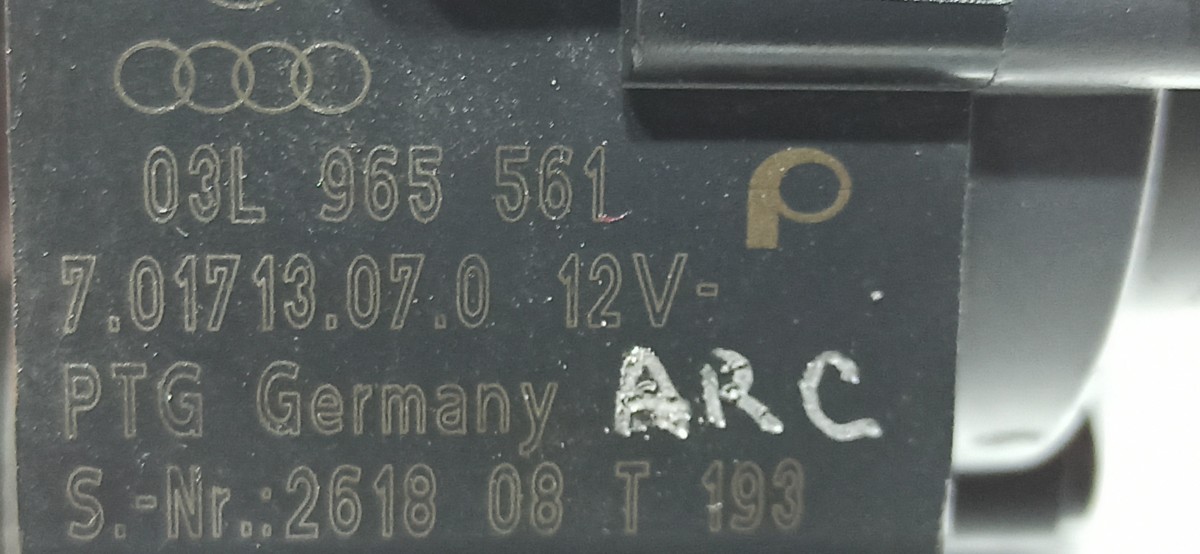 03L 965 561
7.01713.07.0 12V-
PTG Germany ARC
S.-Nr.:2618 08 T 193